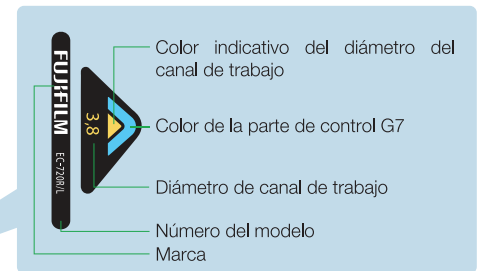 Color indicativo del diámetro del
canal de trabajo
FUJIFILM EC-720R/L
3,8
Color de la parte de control G7
Diámetro de canal de trabajo
Número del modelo
Marca